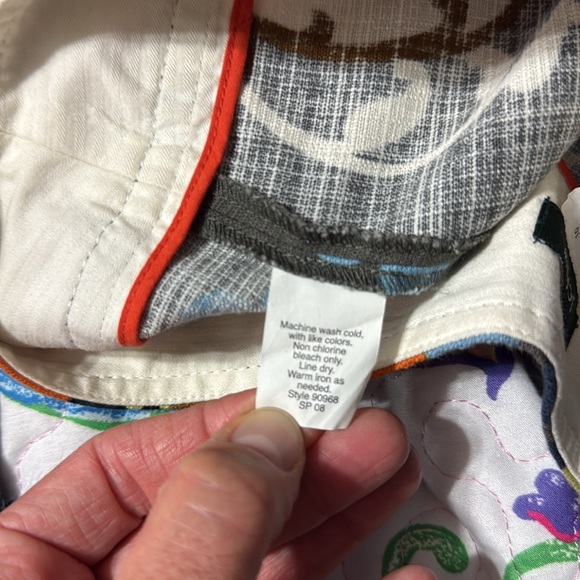 Machine wash cold,
with like colors.
Non chlorine
bleach only.
Line dry.
Warm iron as
needed.
Style 90968
SP 08